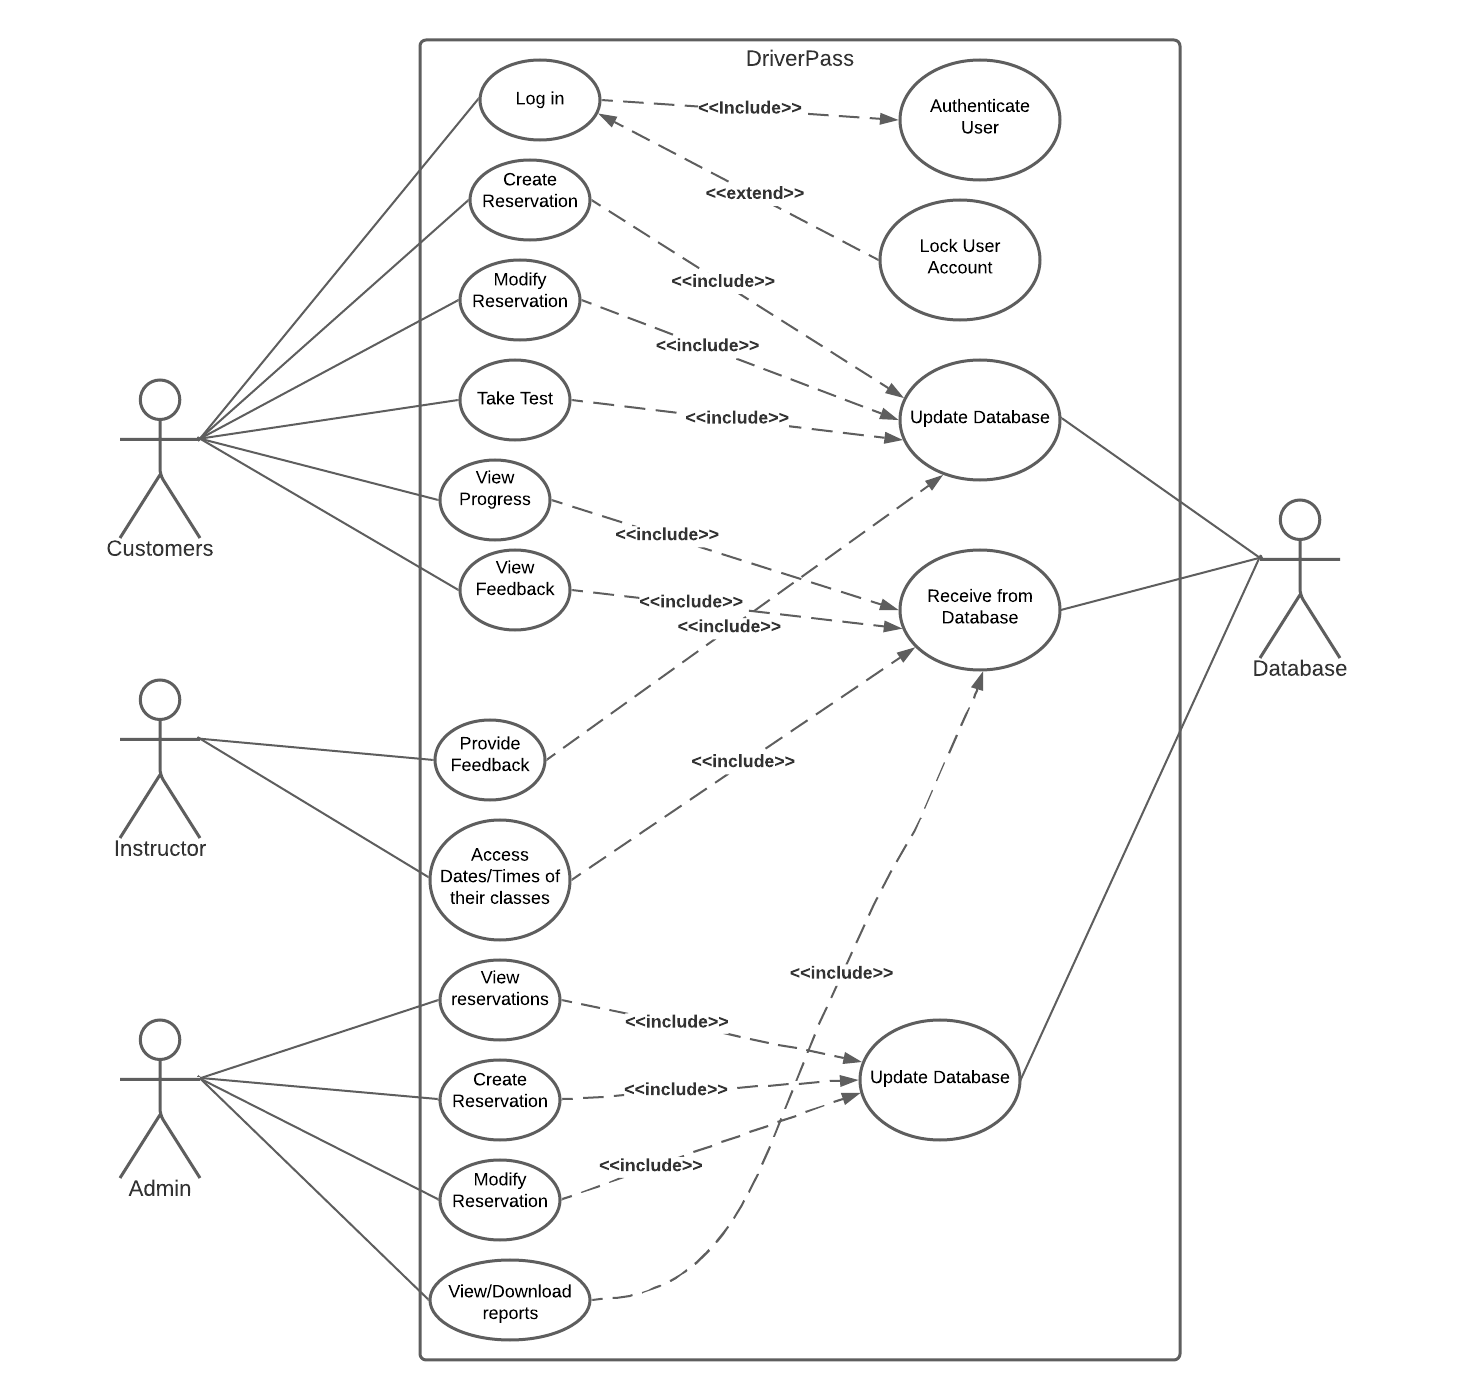 DriverPass
Log in
<<Include>>
Authenticate
User
<<extend>>
Create
Reservation
Lock User
Account
<<include>>
Modify
Reservation
<<include>>
Take Test
<<include>>
Update Database
Customers
View
Progress
<<include>>
View
Feedback
<<include>>
<<include>>
Receive from
Database
Database
Provide
Feedback
<<include>>
Instructor
Access
Dates/Times of
their classes
<<include>>
View
reservations
<<include>>
Create
Reservation
<<include>>
Update Database
Modify
Reservation
<<include>>
Admin
View/Download
reports